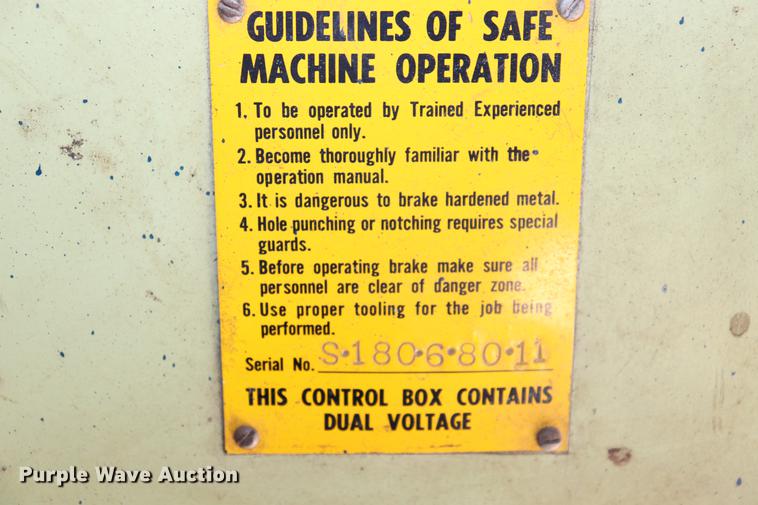 GUIDELINES OF SAFE
MACHINE OPERATION
1. To be operated by Trained Experienced
personnel only.
2. Become thoroughly familiar with the
operation manual.
3. It is dangerous to brake hardened metal.
4. Hole punching or notching requires special
guards.
5. Before operating brake make sure all
personnel are clear of danger zone.
6. Use proper tooling for the job being
performed.
Serial No. S·180·6·80·11
THIS CONTROL BOX CONTAINS
DUAL VOLTAGE
Purple Wave Auction